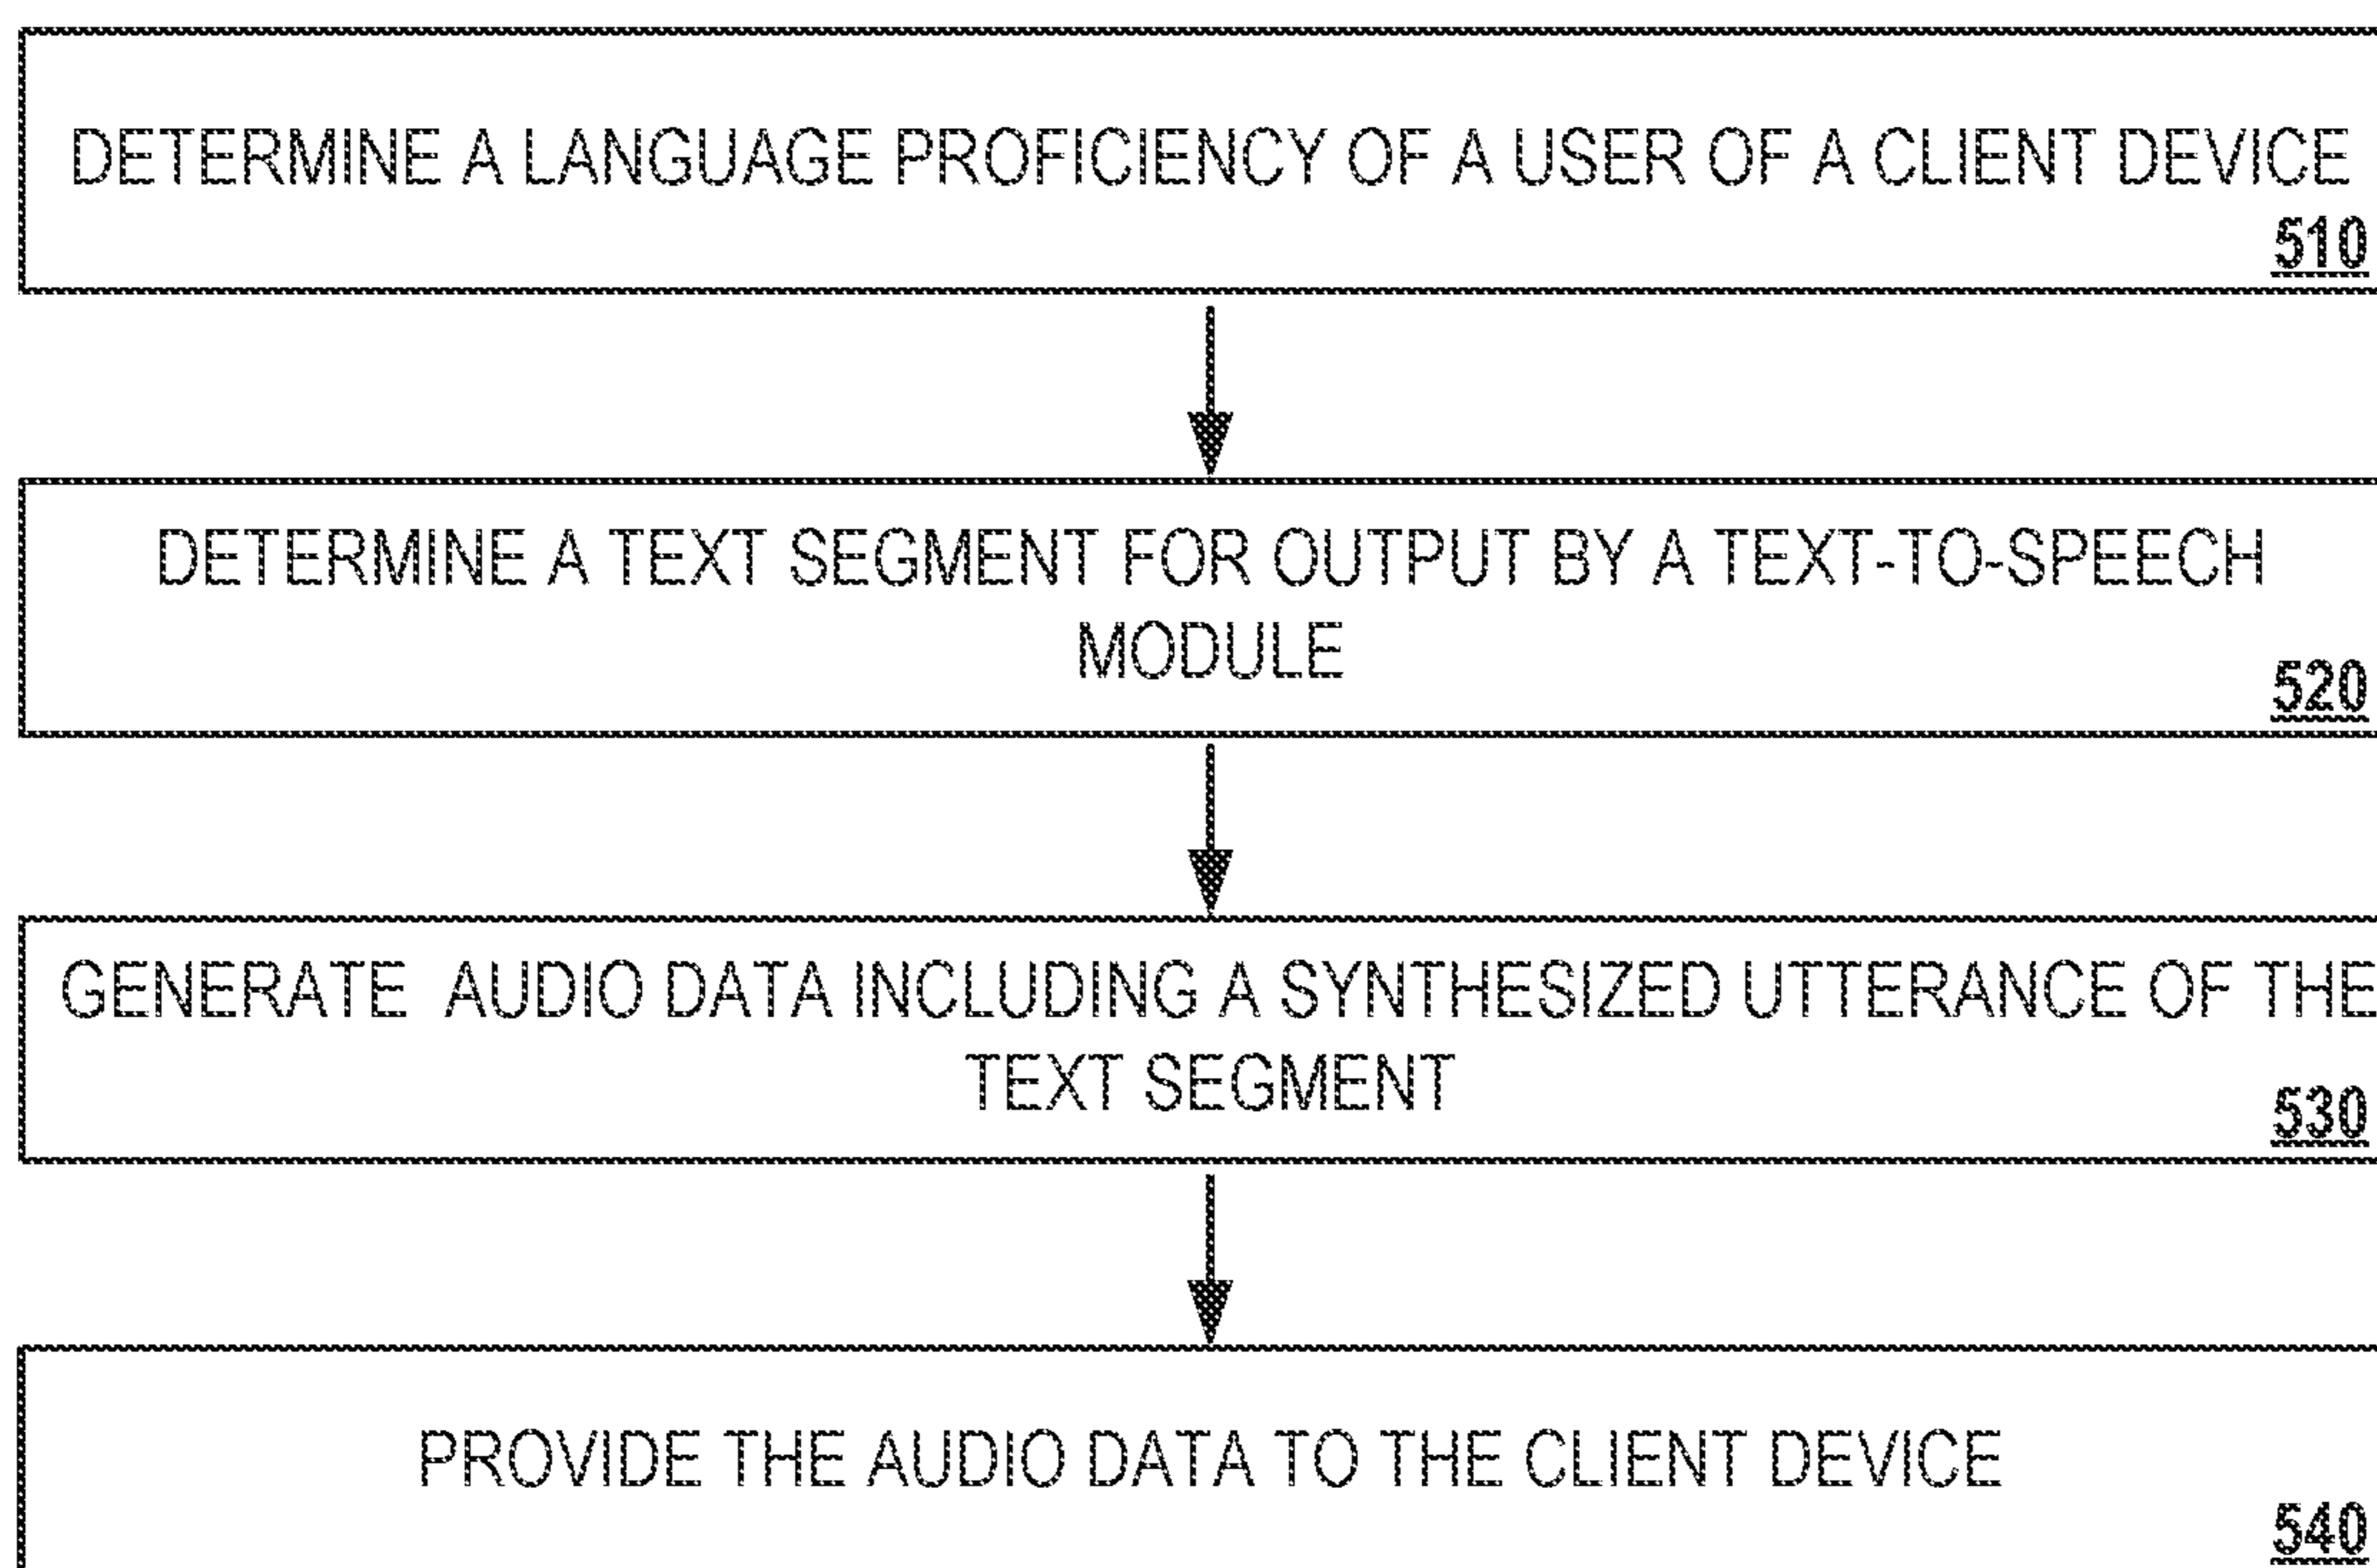 DETERMINE A LANGUAGE PROFICIENCY OF A USER OF A CLIENT DEVICE
510
DETERMINE A TEXT SEGMENT FOR OUTPUT BY A TEXT-TO-SPEECH
MODULE
520
GENERATE AUDIO DATA INCLUDING A SYNTHESIZED UTTERANCE OF THE
TEXT SEGMENT
530
PROVIDE THE AUDIO DATA TO THE CLIENT DEVICE
540